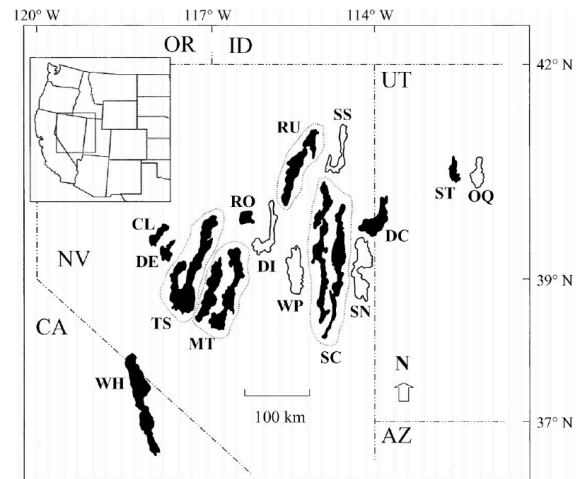 120° W
117° W
114° W
OR
ID
42° N
UT
RU
SS
ST
OQ
RO
CL
DE
DI
DC
NV
39° N
WP
SN
TS
MT
SC
CA
WH
N
100 km
37° N
AZ